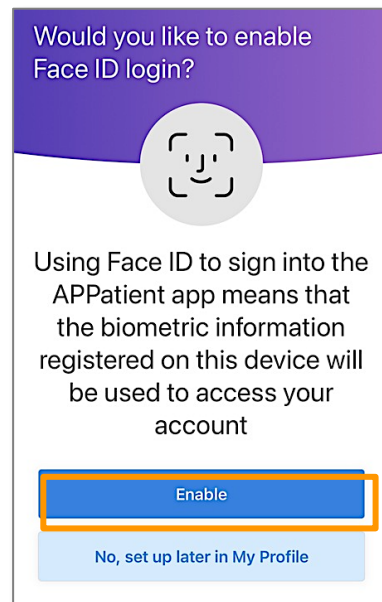 Would you like to enable
Face ID login?
Using Face ID to sign into the
APPatient app means that
the biometric information
registered on this device will
be used to access your
account
Enable
No, set up later in My Profile